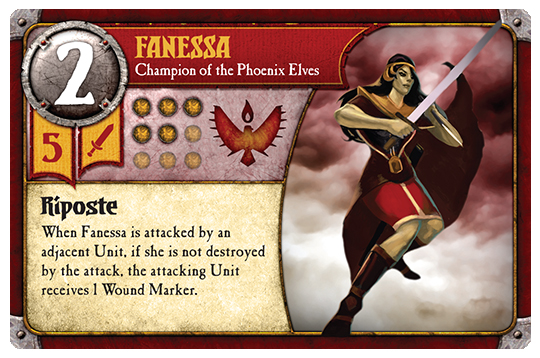 2
FANESSA
Champion of the Phoenix Elves
5
Riposte
When Fanessa is attacked by an
adjacent Unit, if she is not destroyed
by the attack, the attacking Unit
receives 1 Wound Marker.